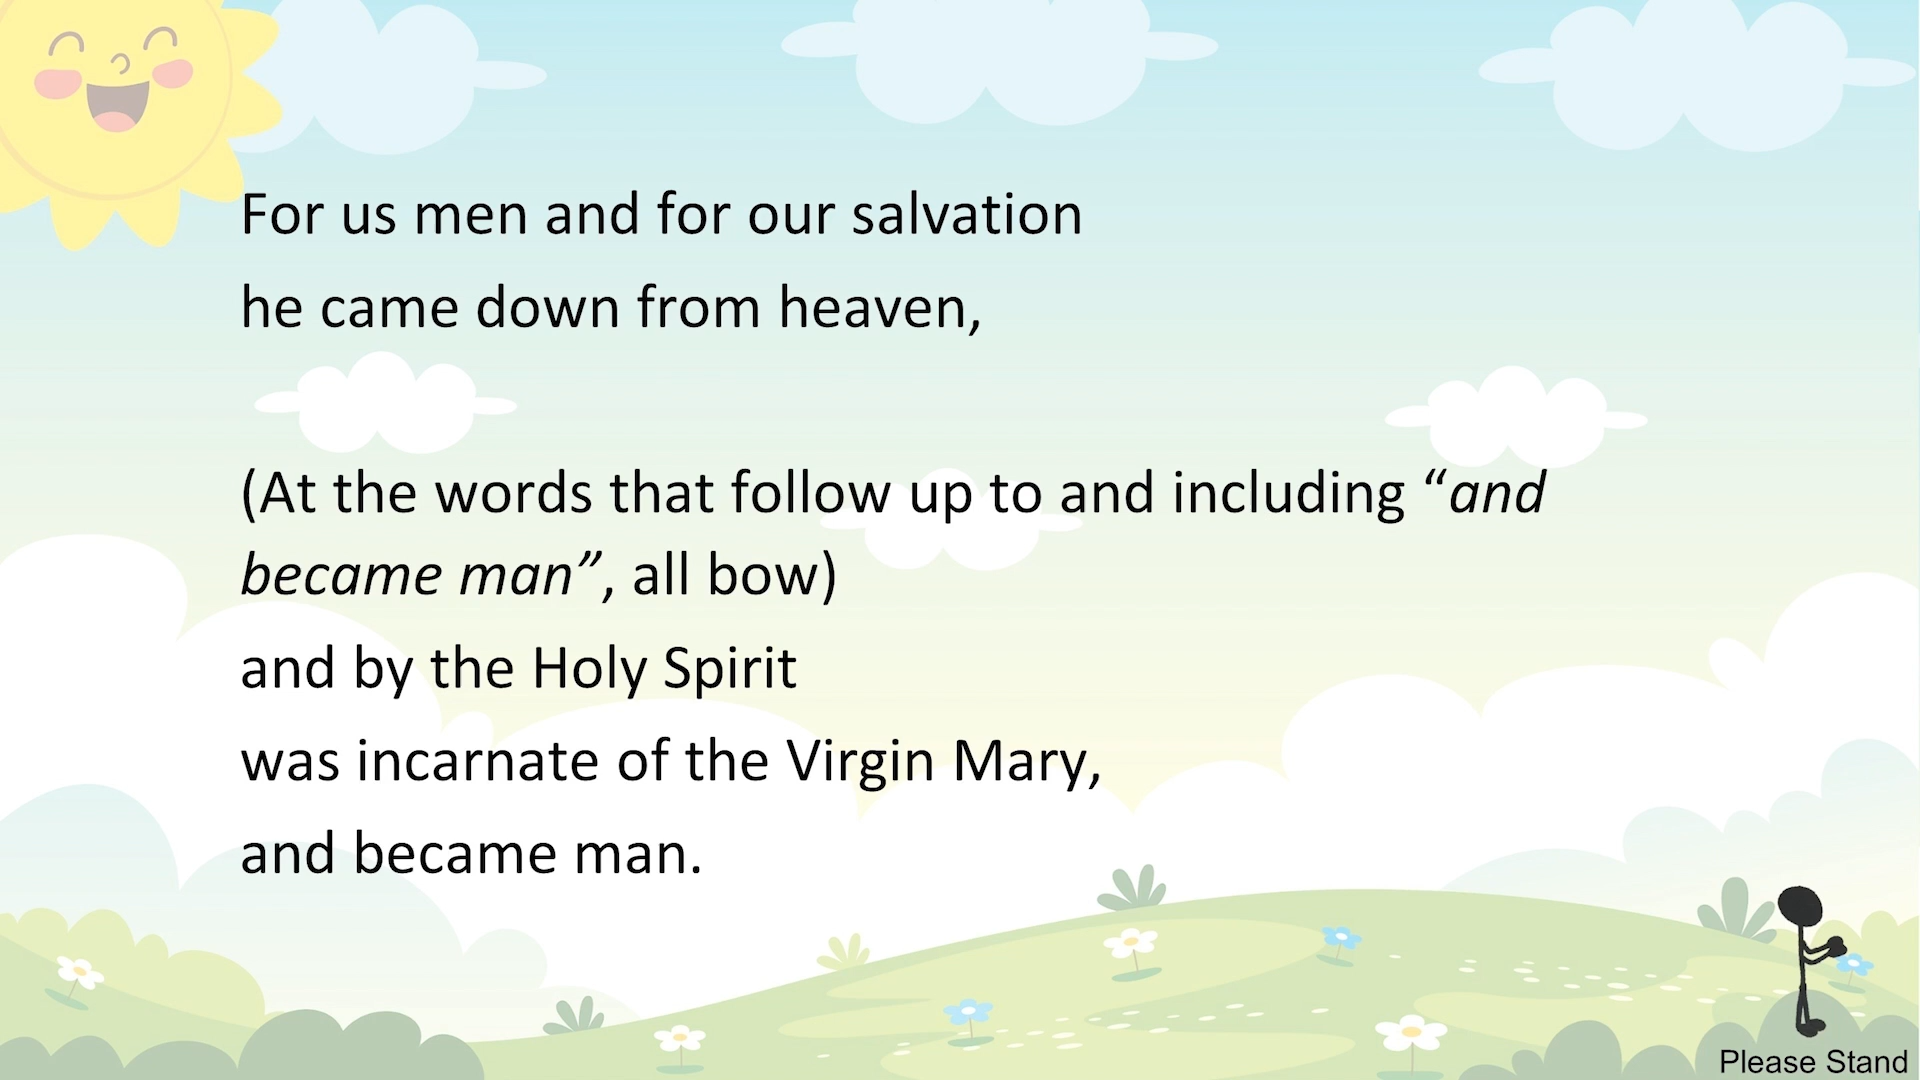 For us men and for our salvation
he came down from heaven,
(At the words that follow up to and including “and
became man”, all bow)
and by the Holy Spirit
was incarnate of the Virgin Mary,
and became man.
Please Stand